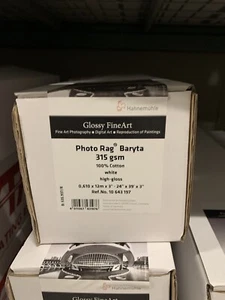 Hahnemühle
Glossy FineArt
Fine Art Photography • Digital Art • Reproduction of Paintings
Photo Rag® Baryta
315 gsm
100% Cotton
white
high-gloss
0,610 x 12m x 3" - 24" x 39' x 3"
Ref No. 10 643 197